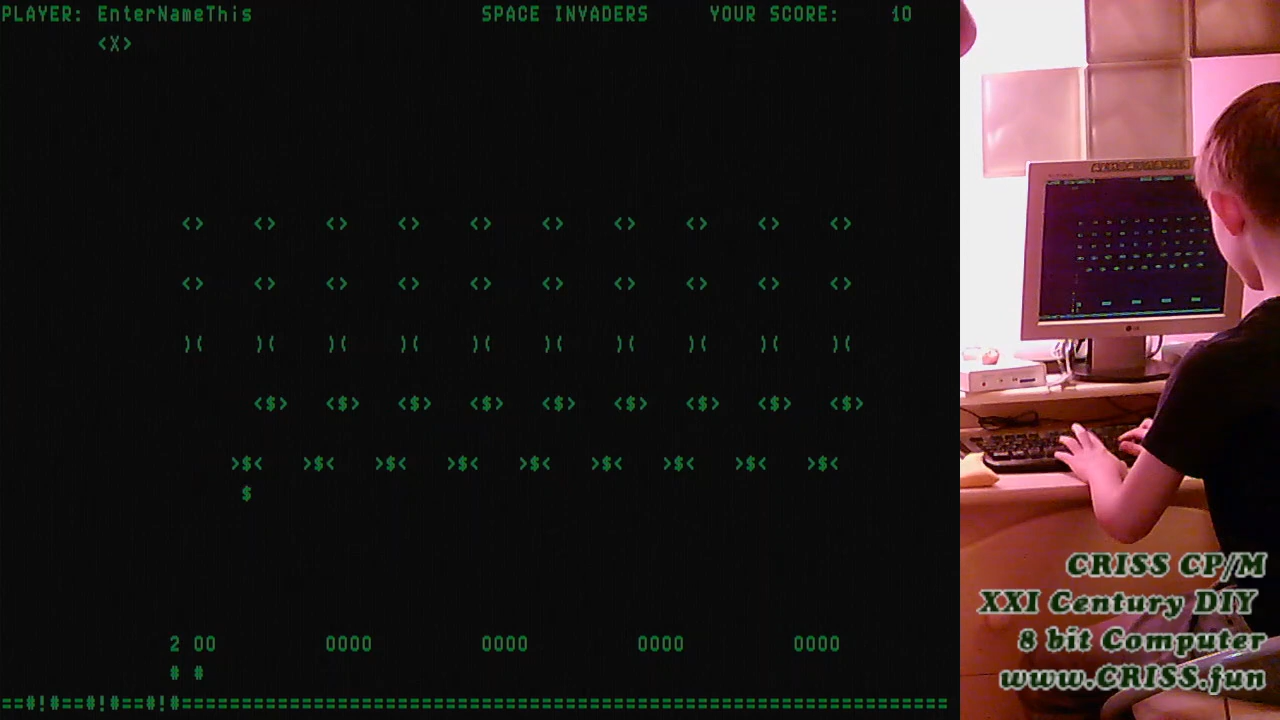 PLAYER: EnterNameThis SPACE INVADERS YOUR SCORE: 10
<X>
<> <> <> <> <> <> <> <> <> <>
<> <> <> <> <> <> <> <> <> <>
)( )( )( )( )( )( )( )( )( )(
<$> <$> <$> <$> <$> <$> <$> <$> <$>
>$< >$< >$< >$< >$< >$< >$< >$< >$<
$
2 00 0000 0000 0000 0000
# #
==#!#==#!#==#!#================================================================
CRISS CP/M
XXI Century DIY
8 bit Computer
www.CRISS.fun